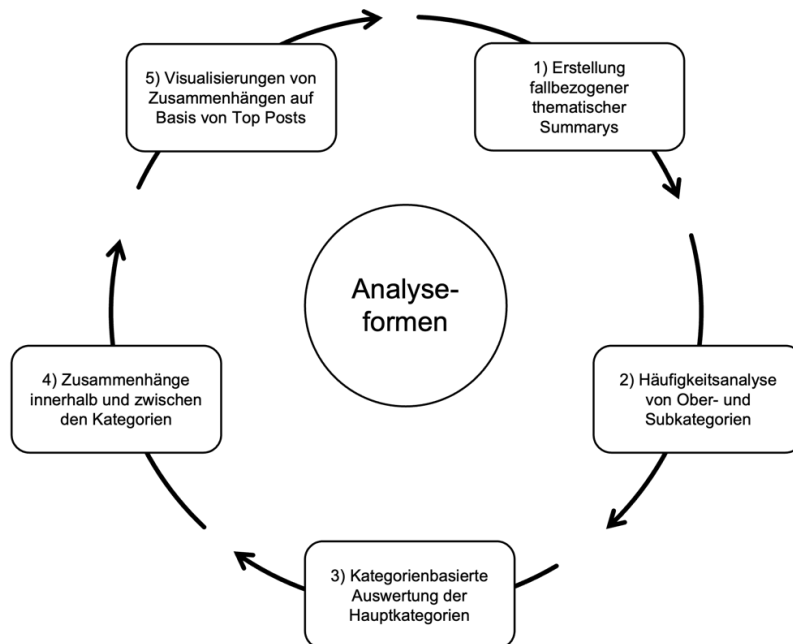 5) Visualisierungen von
Zusammenhängen auf
Basis von Top Posts
1) Erstellung
fallbezogener
thematischer
Summarys
Analyse-
formen
4) Zusammenhänge
innerhalb und zwischen
den Kategorien
2) Häufigkeitsanalyse
von Ober- und
Subkategorien
3) Kategorienbasierte
Auswertung der
Hauptkategorien